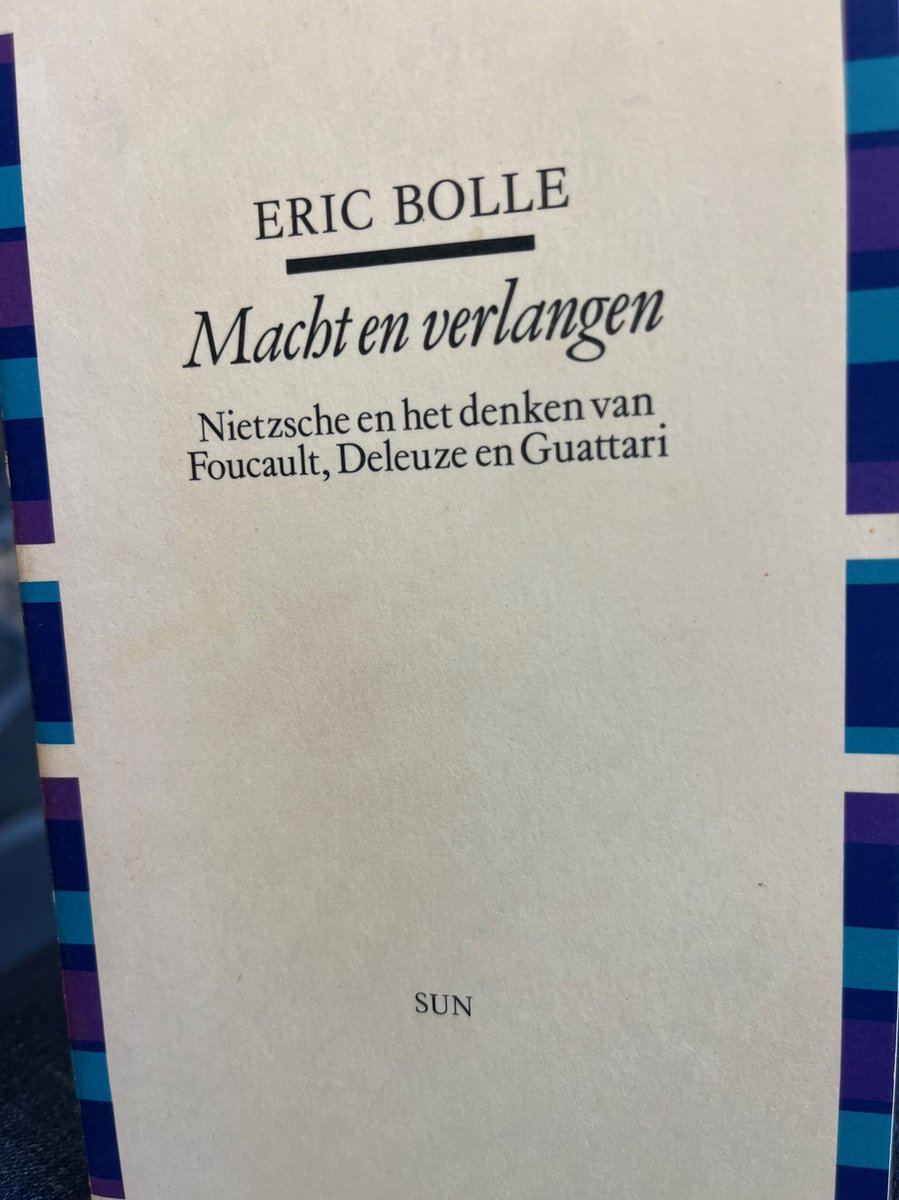 ERIC BOLLE
Macht en verlangen
Nietzsche en het denken van
Foucault, Deleuze en Guattari
SUN